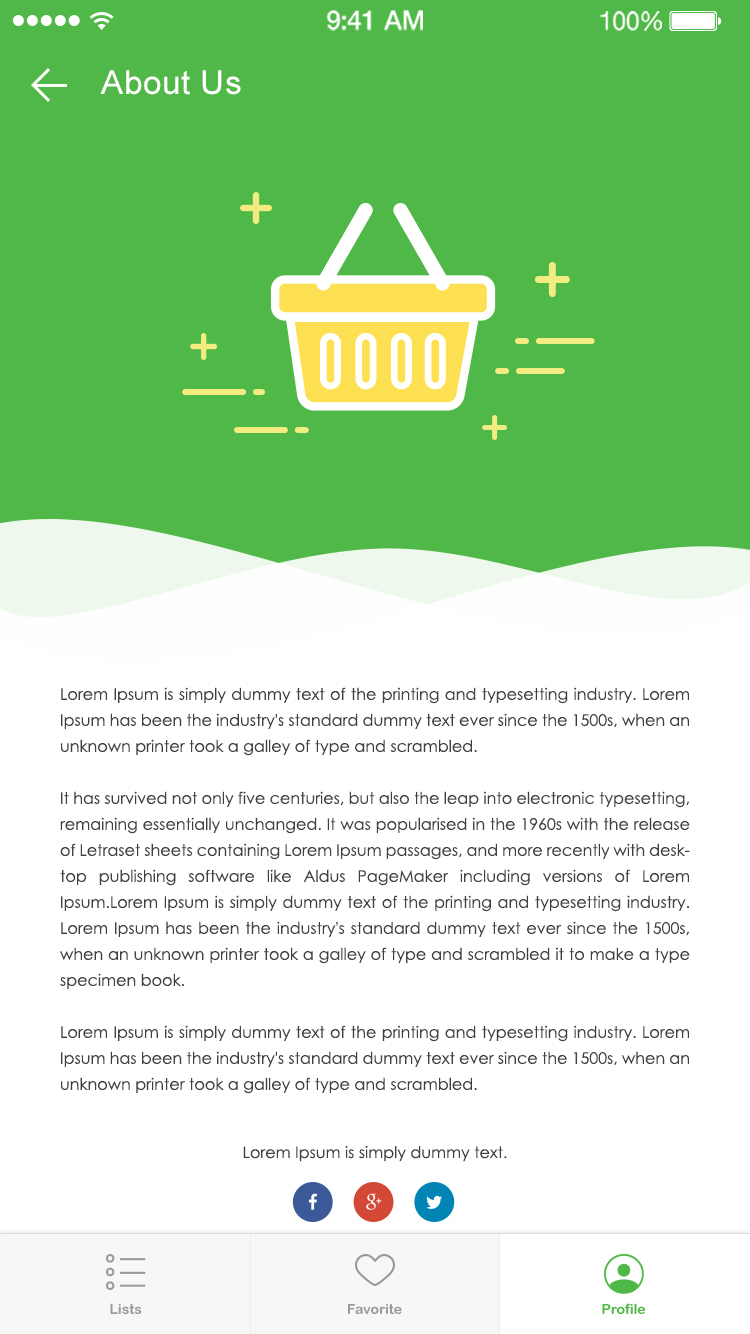 9:41 AM
100%
About Us
Lorem Ipsum is simply dummy text of the printing and typesetting industry. Lorem
Ipsum has been the industry's standard dummy text ever since the 1500s, when an
unknown printer took a galley of type and scrambled.
It has survived not only five centuries, but also the leap into electronic typesetting,
remaining essentially unchanged. It was popularised in the 1960s with the release
of Letraset sheets containing Lorem Ipsum passages, and more recently with desk-
top publishing software like Aldus PageMaker including versions of Lorem
Ipsum.Lorem Ipsum is simply dummy text of the printing and typesetting industry.
Lorem Ipsum has been the industry's standard dummy text ever since the 1500s,
when an unknown printer took a galley of type and scrambled it to make a type
specimen book.
Lorem Ipsum is simply dummy text of the printing and typesetting industry. Lorem
Ipsum has been the industry's standard dummy text ever since the 1500s, when an
unknown printer took a galley of type and scrambled.
Lorem Ipsum is simply dummy text.
f g+
Lists
Favorite
Profile